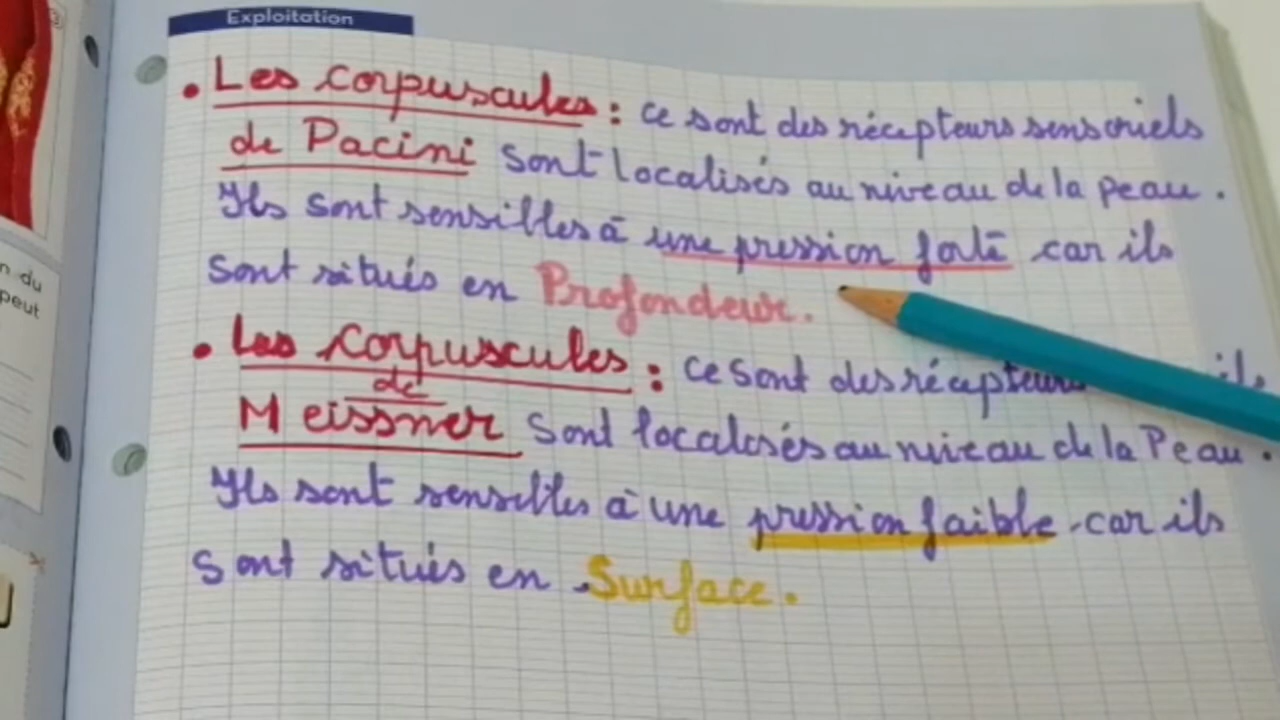 Exploitation
• Les corpuscules : ce sont des récepteurs sensoriels
de Pacini sont localisés au niveau de la peau.
Ils sont sensibles à une pression forte car ils
sont situés en Profondeur.
• Les corpuscules : ce sont des récepteurs
de
Meissner sont localisés au niveau de la Peau.
Ils sont sensibles à une pression faible car ils
sont situés en Surface.
n du
peut